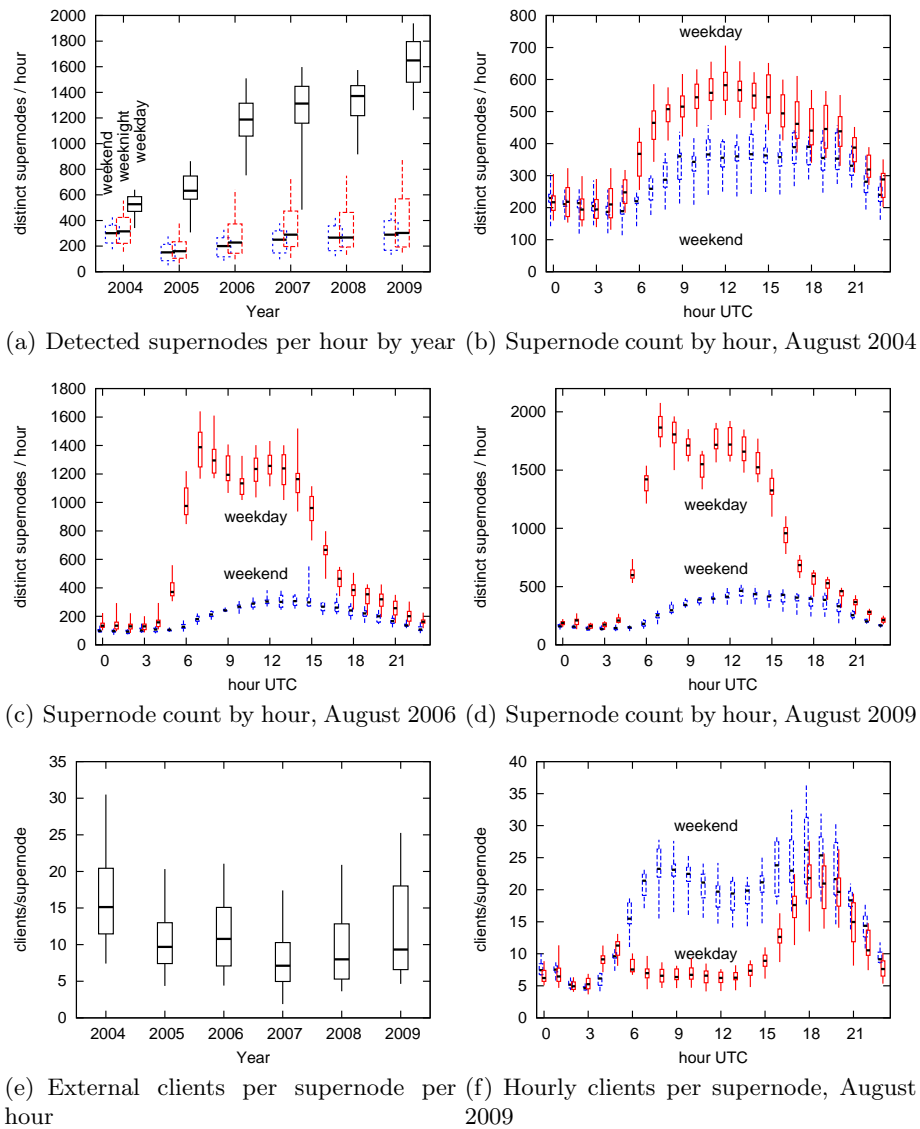 distinct supernodes / hour
2000
1800
1600
1400
1200
1000
800
600
400
200
0
weekend
weeknight
weekday
2004 2005 2006 2007 2008 2009
Year
(a) Detected supernodes per hour by year
distinct supernodes / hour
800
700
600
500
400
300
200
100
0
weekday
weekend
0 3 6 9 12 15 18 21
hour UTC
(b) Supernode count by hour, August 2004
distinct supernodes / hour
1800
1600
1400
1200
1000
800
600
400
200
0
weekday
weekend
0 3 6 9 12 15 18 21
hour UTC
(c) Supernode count by hour, August 2006
distinct supernodes / hour
2000
1500
1000
500
0
weekday
weekend
0 3 6 9 12 15 18 21
hour UTC
(d) Supernode count by hour, August 2009
clients/supernode
35
30
25
20
15
10
5
0
2004 2005 2006 2007 2008 2009
Year
(e) External clients per supernode per
hour
clients/supernode
40
35
30
25
20
15
10
5
0
weekend
weekday
0 3 6 9 12 15 18 21
hour UTC
(f) Hourly clients per supernode, August
2009